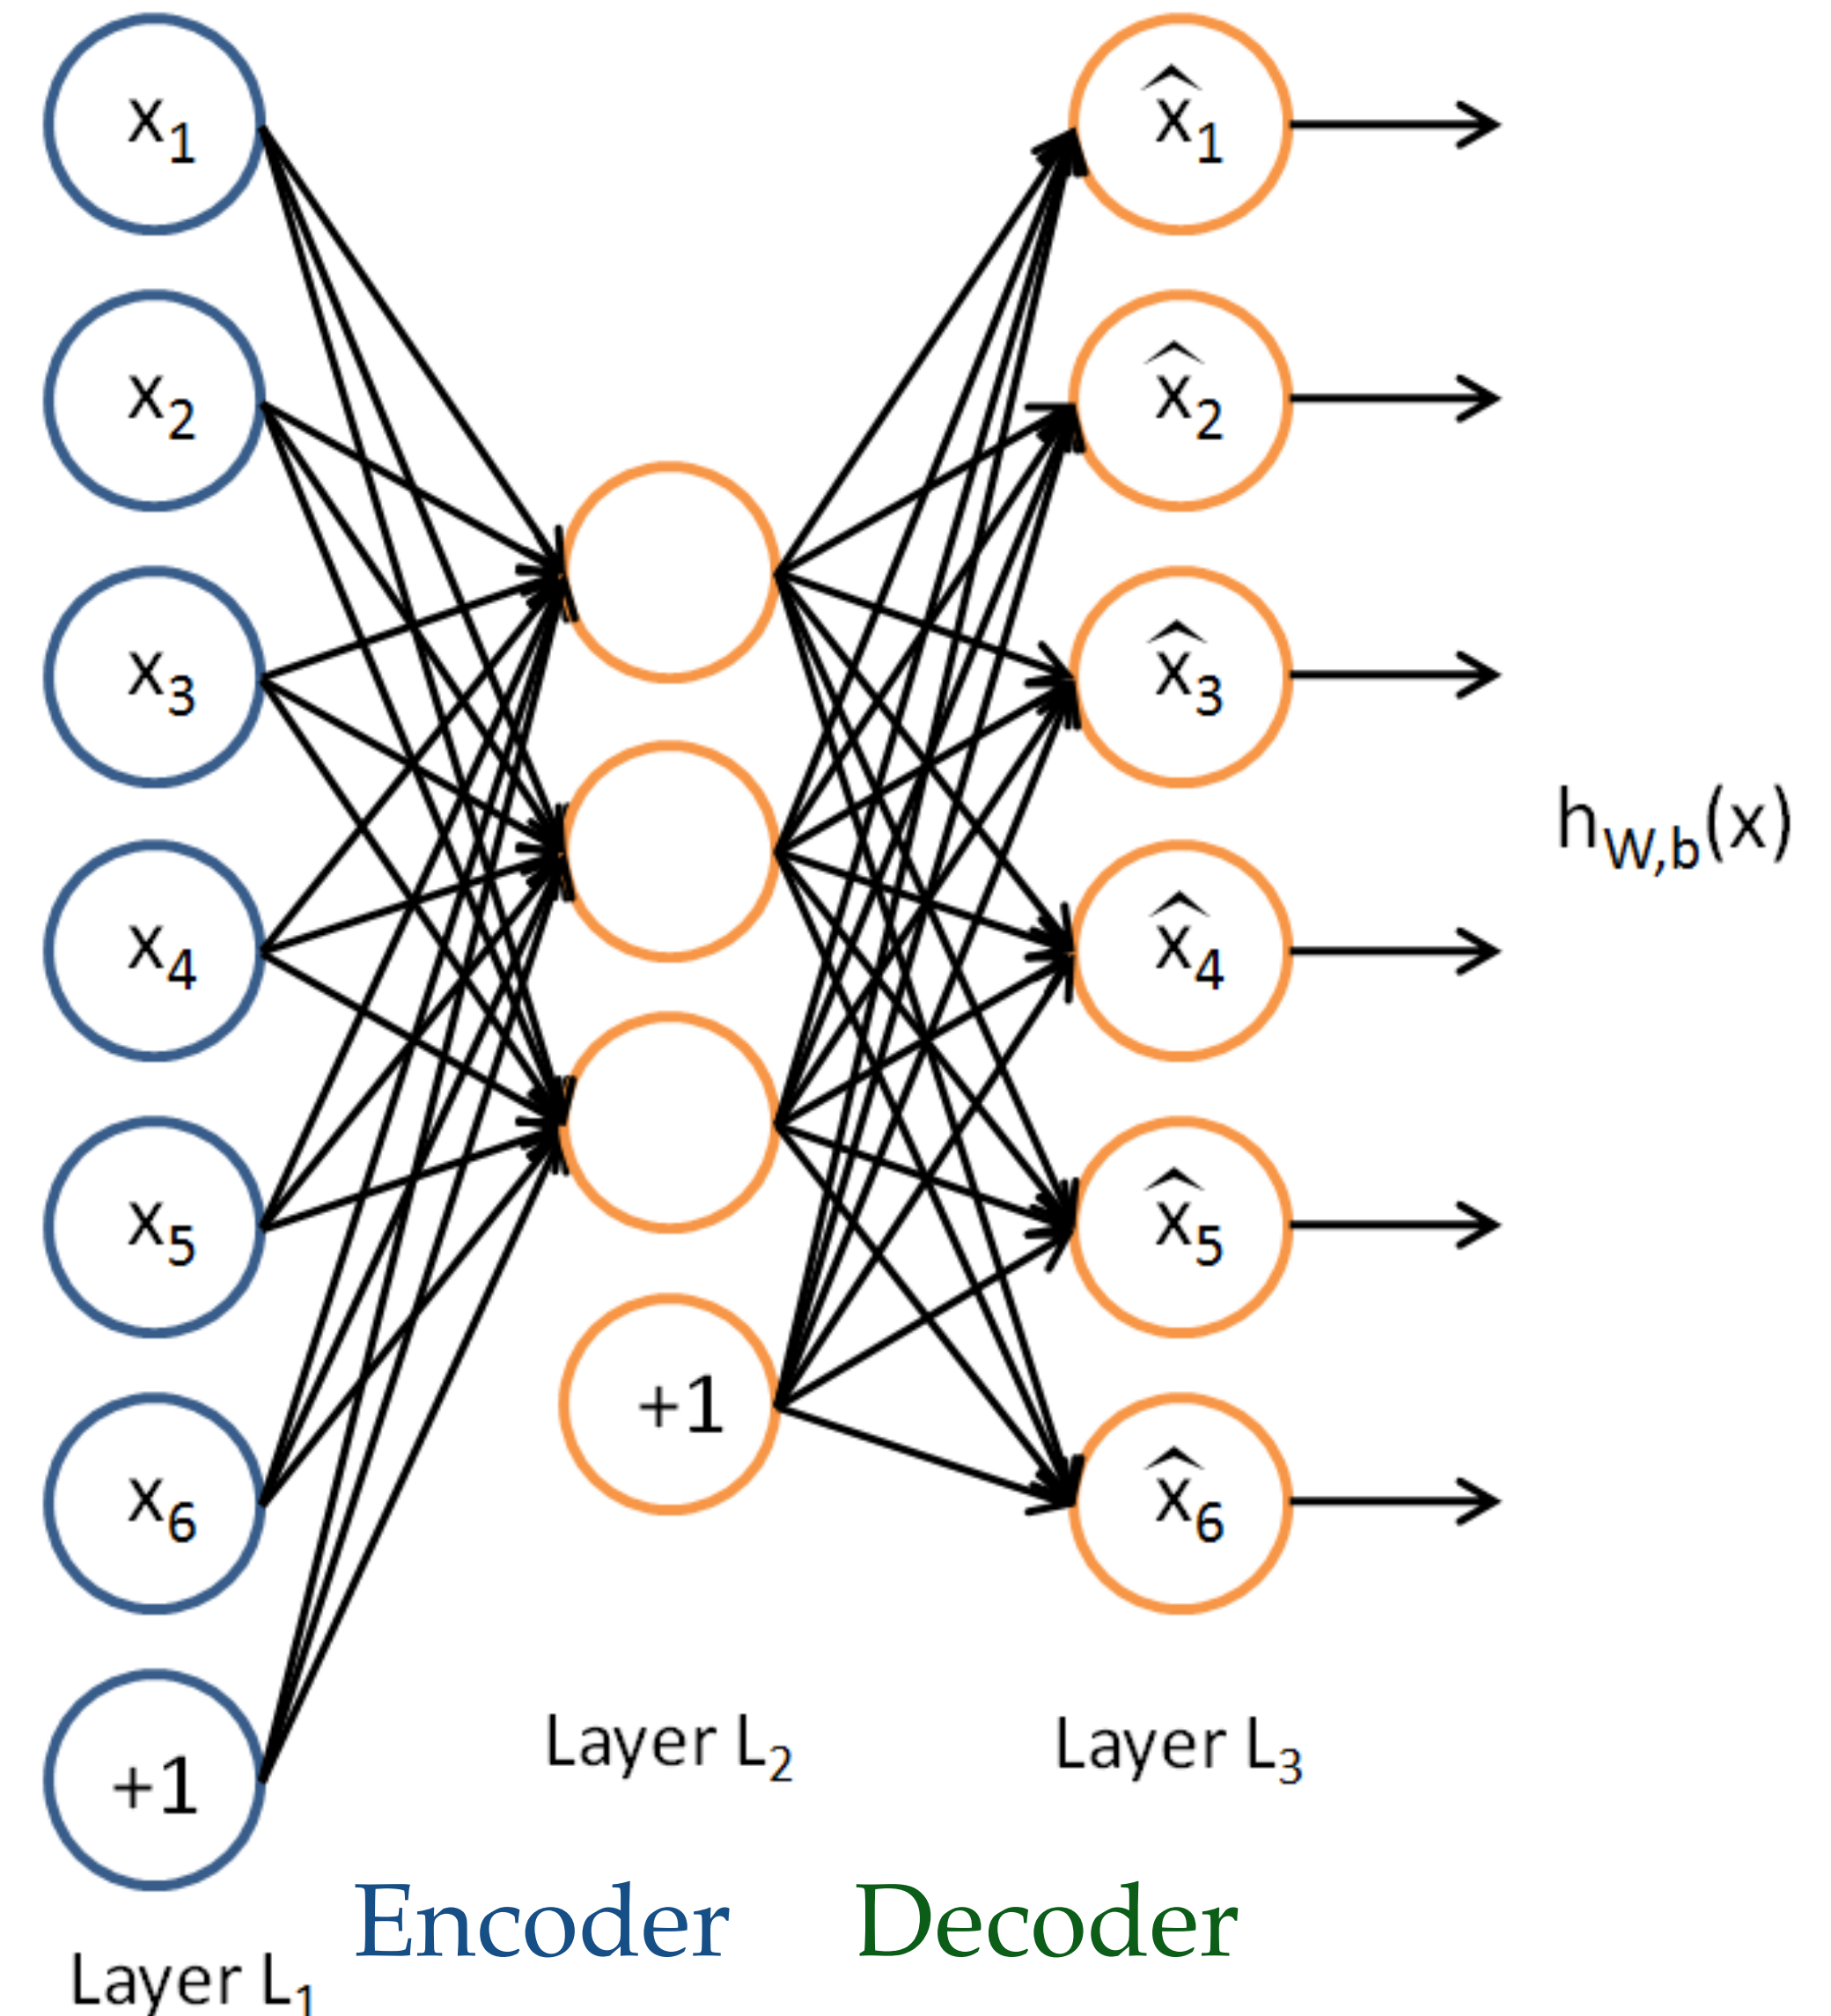 x₁
x₂
x₃
x₄
x₅
x₆
+1
Layer L₁
+1
Layer L₂
x̂₁
x̂₂
x̂₃
x̂₄
x̂₅
x̂₆
Layer L₃
h_W,b(x)
Encoder
Decoder